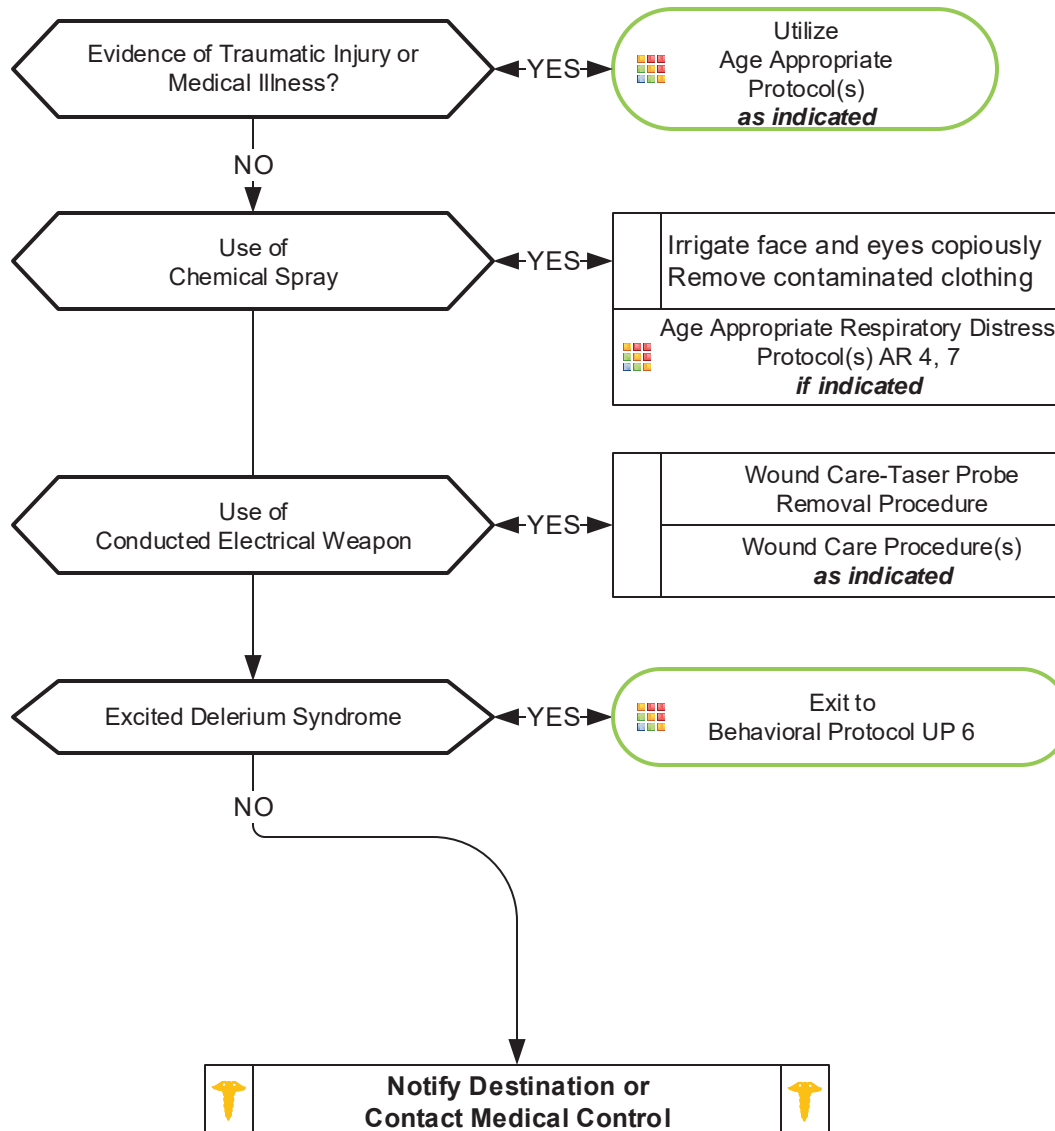 Evidence of Traumatic Injury or
Medical Illness?
YES
Utilize
Age Appropriate
Protocol(s)
as indicated
NO
Use of
Chemical Spray
YES
Irrigate face and eyes copiously
Remove contaminated clothing
Age Appropriate Respiratory Distress
Protocol(s) AR 4, 7
if indicated
Use of
Conducted Electrical Weapon
YES
Wound Care-Taser Probe
Removal Procedure
Wound Care Procedure(s)
as indicated
Excited Delerium Syndrome
YES
Exit to
Behavioral Protocol UP 6
NO
Notify Destination or
Contact Medical Control